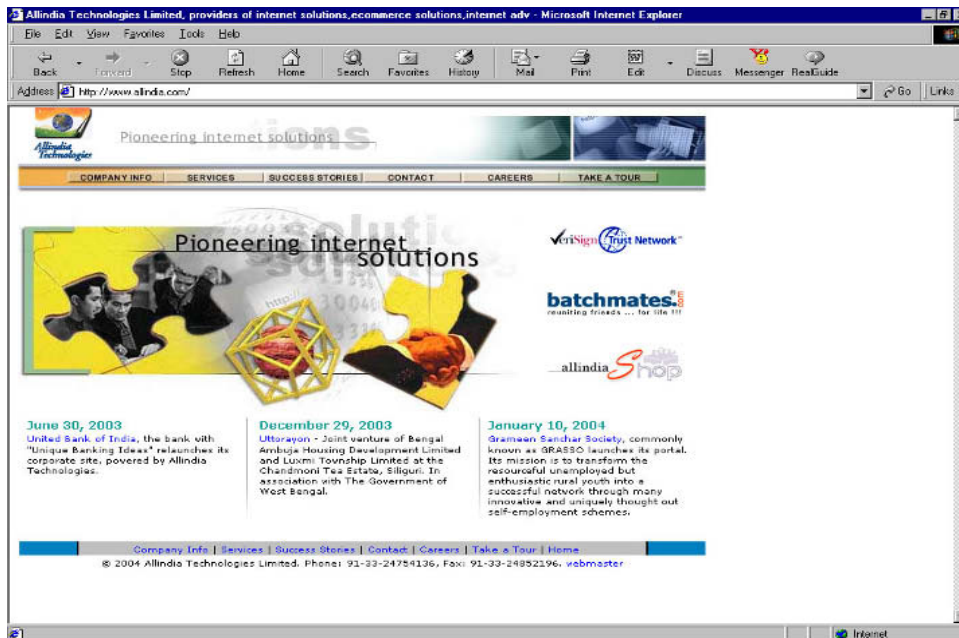 Allindia Technologies Limited, providers of internet solutions,ecommerce solutions,internet adv - Microsoft Internet Explorer
File Edit View Favorites Tools Help
Back Forward Stop Refresh Home Search Favorites History Mail Print Edit Discuss Messenger RealGuide
Address http://www.allindia.com/ Go Links
Allindia
Technologies
Pioneering internet solutions
COMPANY INFO | SERVICES | SUCCESS STORIES | CONTACT | CAREERS | TAKE A TOUR
Pioneering internet
solutions
VeriSign Trust Network
batchmates.com
reuniting friends ... for life !!!
allindia Shop
June 30, 2003
United Bank of India, the bank with
"Unique Banking Ideas" relaunches its
corporate site, powered by Allindia
Technologies.
December 29, 2003
Uttorayon - Joint venture of Bengal
Ambuja Housing Development Limited
and Luxmi Township Limited at the
Chandmoni Tea Estate, Siliguri. In
association with The Government of
West Bengal.
January 10, 2004
Grameen Sanchar Society, commonly
known as GRASSO launches its portal.
Its mission is to transform the
resourceful unemployed but
enthusiastic rural youth into a
successful network through many
innovative and uniquely thought out
self-employment schemes.
Company Info | Services | Success Stories | Contact | Careers | Take a Tour | Home
© 2004 Allindia Technologies Limited. Phone: 91-33-24754136, Fax: 91-33-24852196. webmaster
Internet